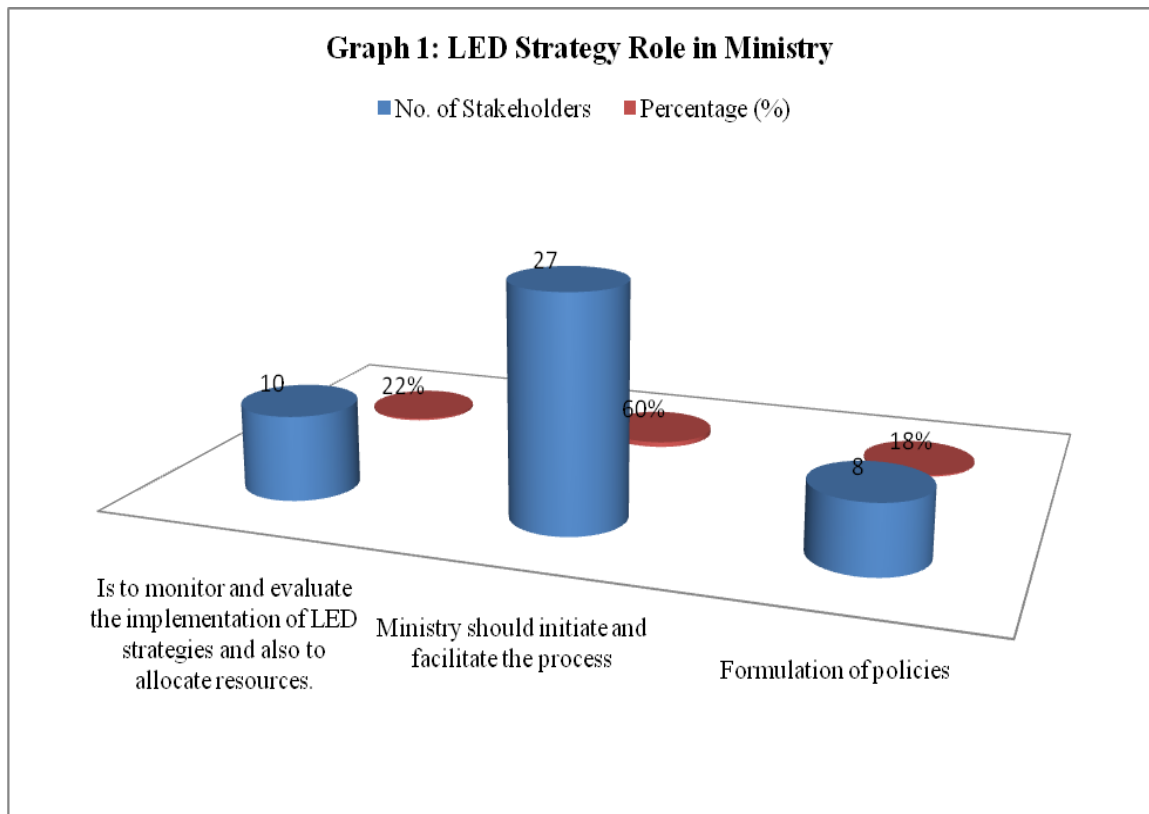 Graph 1: LED Strategy Role in Ministry
No. of Stakeholders Percentage (%)
27
10
22%
60%
18%
8
Is to monitor and evaluate
the implementation of LED
strategies and also to
allocate resources.
Ministry should initiate and
facilitate the process
Formulation of policies